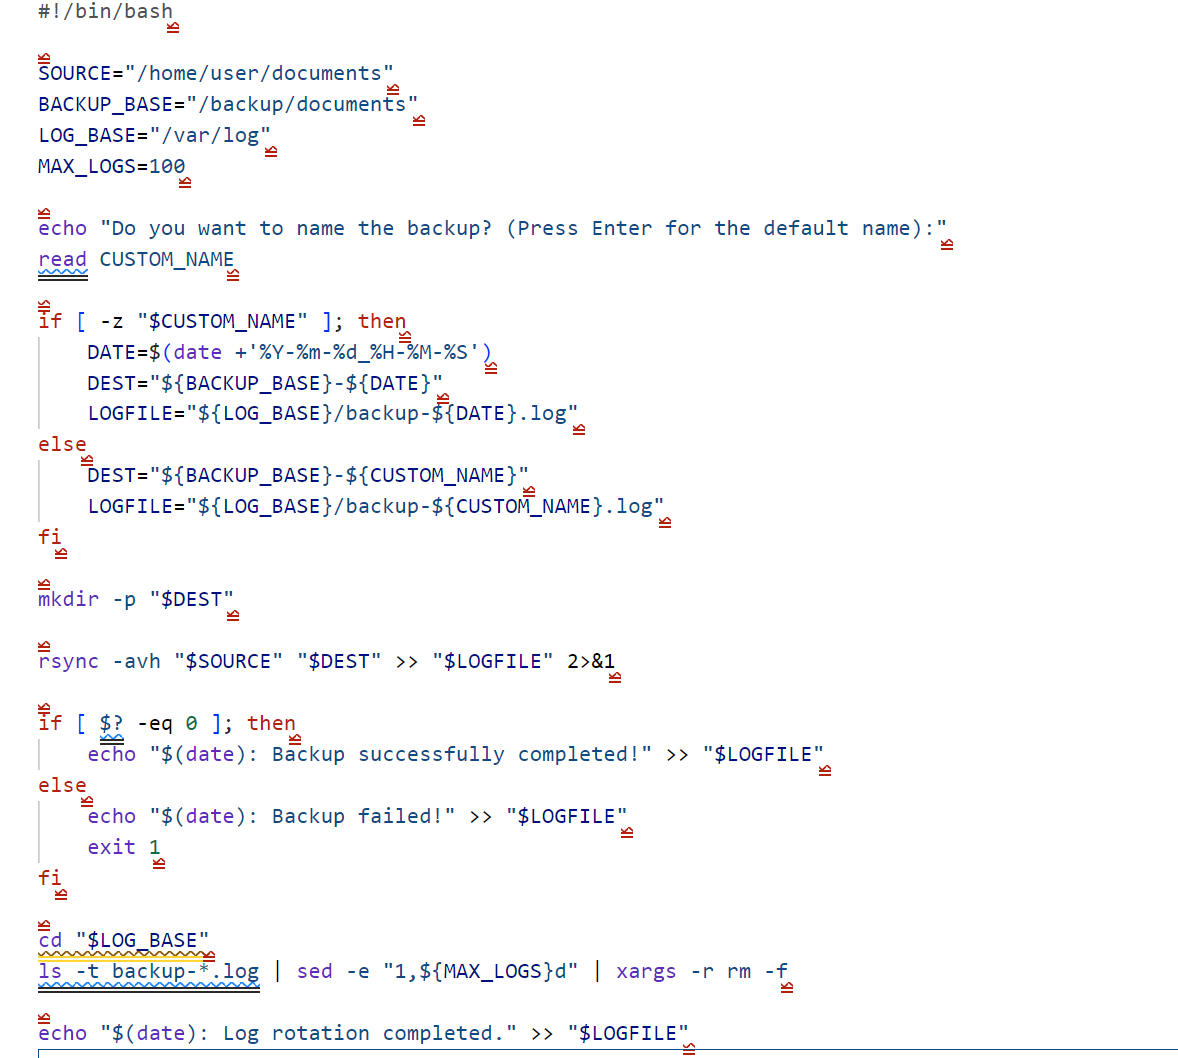 #!/bin/bash
SOURCE="/home/user/documents"
BACKUP_BASE="/backup/documents"
LOG_BASE="/var/log"
MAX_LOGS=100
echo "Do you want to name the backup? (Press Enter for the default name):"
read CUSTOM_NAME
if [ -z "$CUSTOM_NAME" ]; then
    DATE=$(date +'%Y-%m-%d_%H-%M-%S')
    DEST="${BACKUP_BASE}-${DATE}"
    LOGFILE="${LOG_BASE}/backup-${DATE}.log"
else
    DEST="${BACKUP_BASE}-${CUSTOM_NAME}"
    LOGFILE="${LOG_BASE}/backup-${CUSTOM_NAME}.log"
fi
mkdir -p "$DEST"
rsync -avh "$SOURCE" "$DEST" >> "$LOGFILE" 2>&1
if [ $? -eq 0 ]; then
    echo "$(date): Backup successfully completed!" >> "$LOGFILE"
else
    echo "$(date): Backup failed!" >> "$LOGFILE"
    exit 1
fi
cd "$LOG_BASE"
ls -t backup-*.log | sed -e "1,${MAX_LOGS}d" | xargs -r rm -f
echo "$(date): Log rotation completed." >> "$LOGFILE"